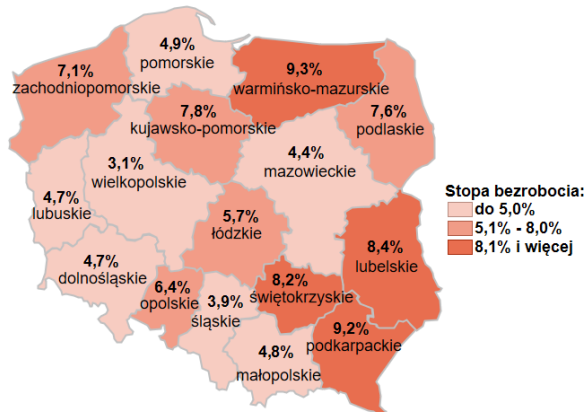 4,9%
pomorskie
7,1%
zachodniopomorskie
9,3%
warmińsko-mazurskie
7,8%
kujawsko-pomorskie
7,6%
podlaskie
3,1%
wielkopolskie
4,4%
mazowieckie
4,7%
lubuskie
5,7%
łódzkie
4,7%
dolnośląskie
6,4%
opolskie
3,9%
śląskie
8,2%
świętokrzyskie
8,4%
lubelskie
4,8%
małopolskie
9,2%
podkarpackie
Stopa bezrobocia:
do 5,0%
5,1% - 8,0%
8,1% i więcej